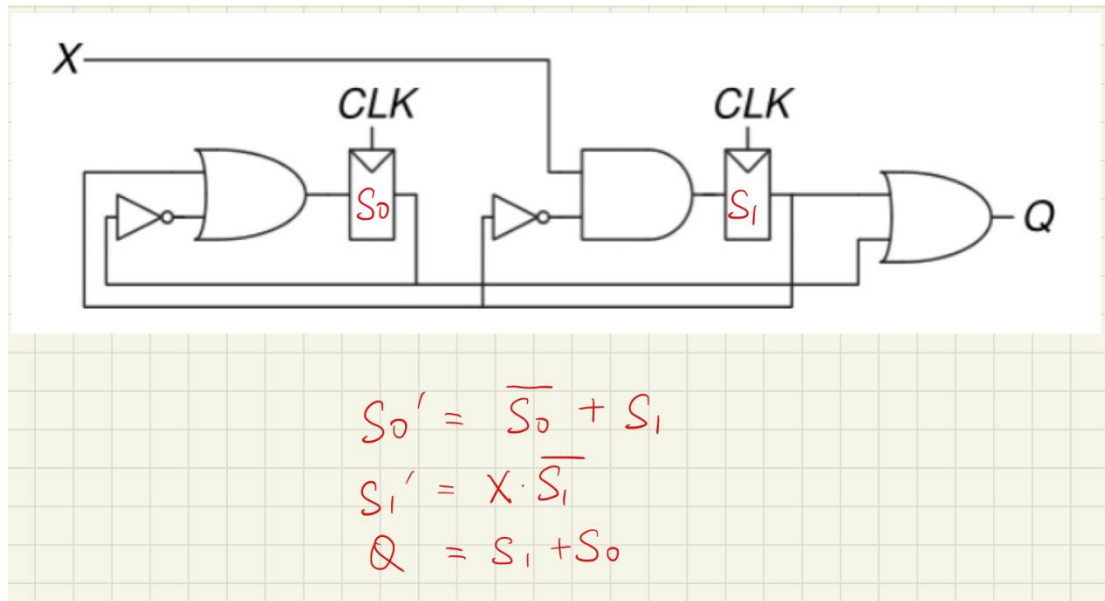 X
CLK
CLK
S₀
S₁
Q
S₀' = S̅₀̅ + S₁
S₁' = X · S̅₁̅
Q = S₁ + S₀